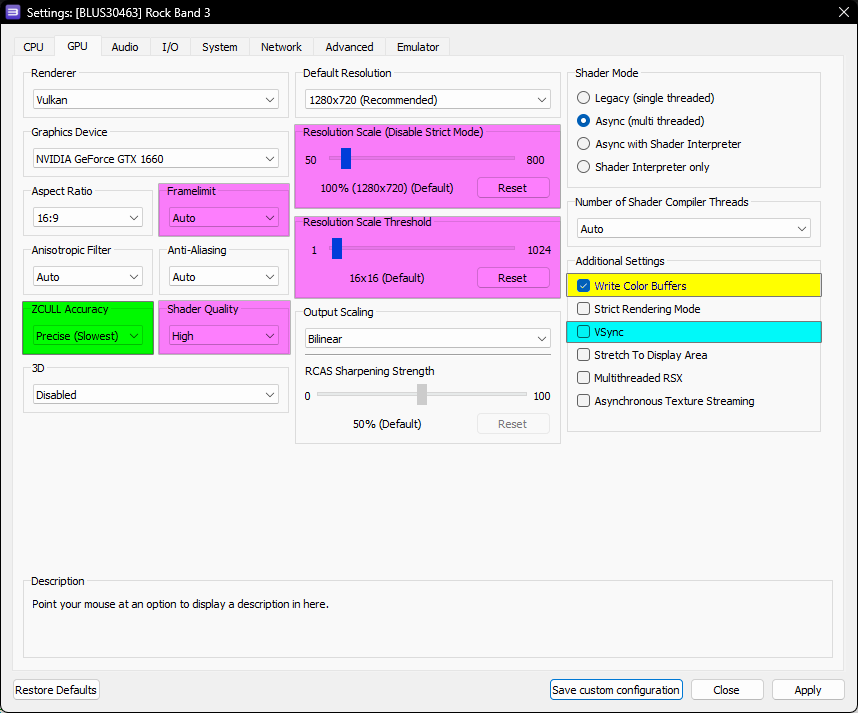 Settings: [BLUS30463] Rock Band 3
CPU GPU Audio I/O System Network Advanced Emulator
Renderer
Vulkan
Graphics Device
NVIDIA GeForce GTX 1660
Aspect Ratio
16:9
Framelimit
Auto
Anisotropic Filter
Auto
Anti-Aliasing
Auto
ZCULL Accuracy
Precise (Slowest)
Shader Quality
High
3D
Disabled
Default Resolution
1280x720 (Recommended)
Resolution Scale (Disable Strict Mode)
50 800
100% (1280x720) (Default) Reset
Resolution Scale Threshold
1 1024
16x16 (Default) Reset
Output Scaling
Bilinear
RCAS Sharpening Strength
0 100
50% (Default) Reset
Shader Mode
Legacy (single threaded)
Async (multi threaded)
Async with Shader Interpreter
Shader Interpreter only
Number of Shader Compiler Threads
Auto
Additional Settings
Write Color Buffers
Strict Rendering Mode
VSync
Stretch To Display Area
Multithreaded RSX
Asynchronous Texture Streaming
Description
Point your mouse at an option to display a description in here.
Restore Defaults Save custom configuration Close Apply